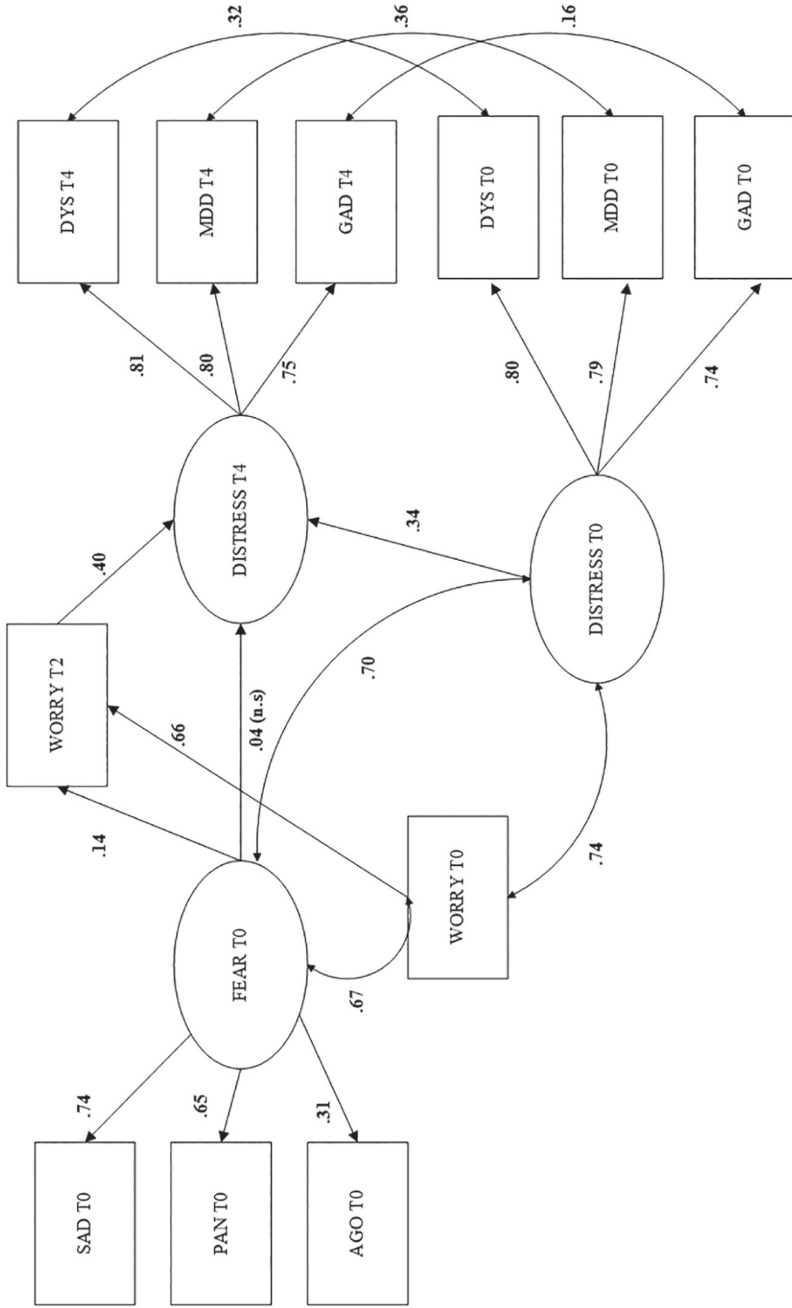 SAD T0
.74
.14
WORRY T2
.40
.81
DYS T4
.32
PAN T0
.65
FEAR T0
.66
.04 (n.s)
DISTRESS T4
.80
MDD T4
.36
AGO T0
.31
.67
.70
.34
.75
GAD T4
.16
WORRY T0
.80
DYS T0
.74
DISTRESS T0
.79
MDD T0
.74
GAD T0